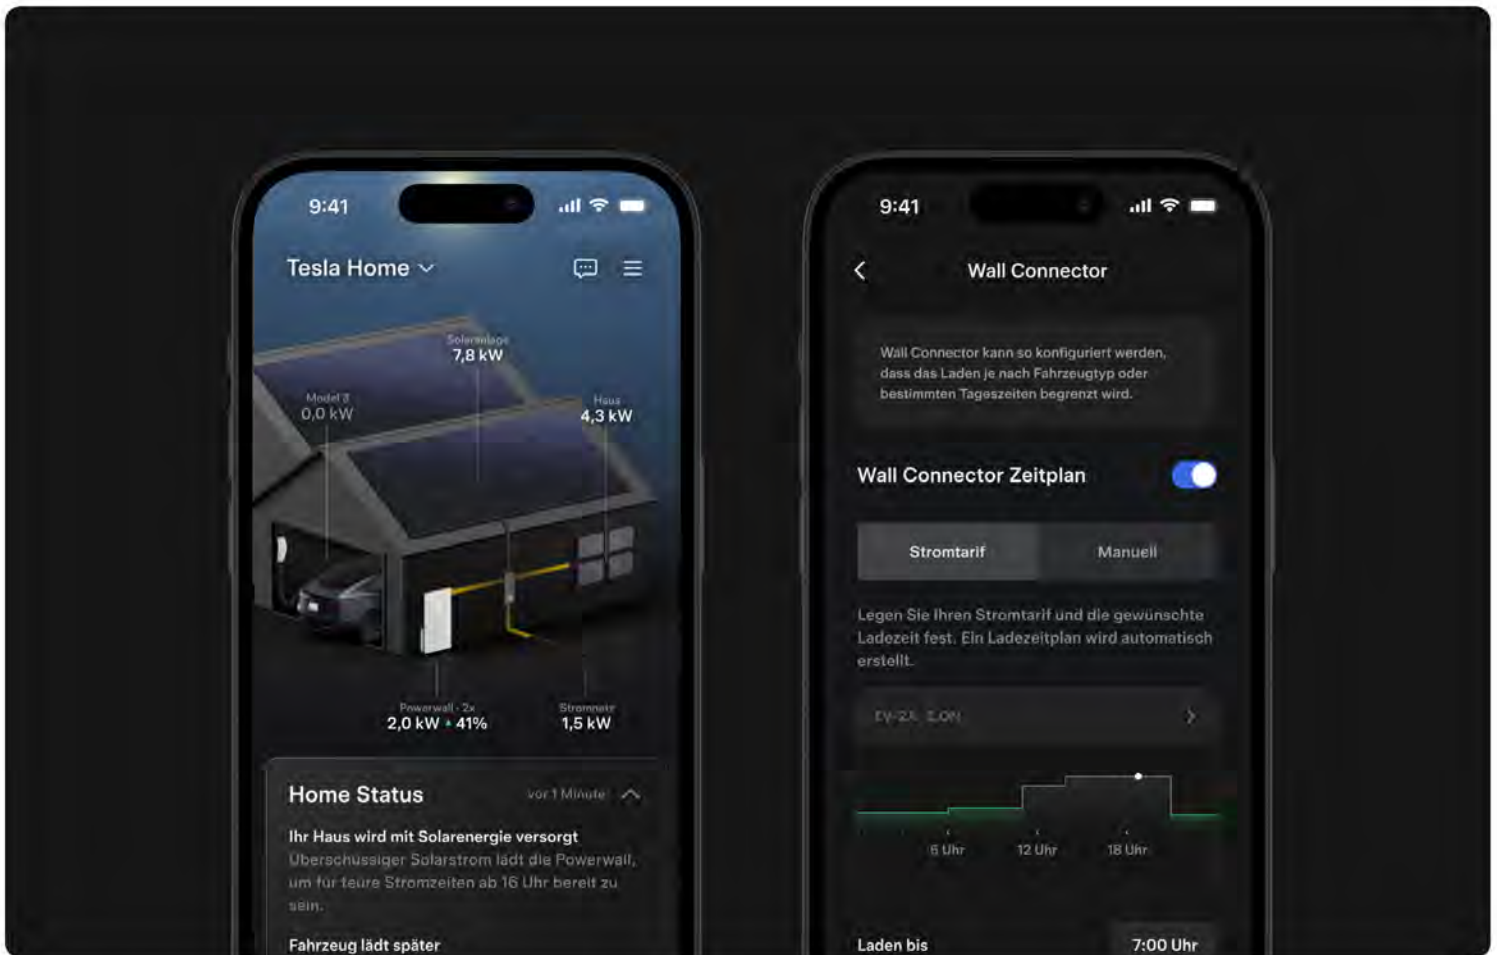 9:41
Tesla Home
Solaranlage
7,8 kW
Model 3
0,0 kW
Haus
4,3 kW
Powerwall · 2x
2,0 kW 41%
Stromnetz
1,5 kW
Home Status
vor 1 Minute
Ihr Haus wird mit Solarenergie versorgt
Überschüssiger Solarstrom lädt die Powerwall,
um für teure Stromzeiten ab 16 Uhr bereit zu
sein.
Fahrzeug lädt später
9:41
Wall Connector
Wall Connector kann so konfiguriert werden,
dass das Laden je nach Fahrzeugtyp oder
bestimmten Tageszeiten begrenzt wird.
Wall Connector Zeitplan
Stromtarif
Manuell
Legen Sie Ihren Stromtarif und die gewünschte
Ladezeit fest. Ein Ladezeitplan wird automatisch
erstellt.
EV-2A
6 Uhr
12 Uhr
18 Uhr
Laden bis
7:00 Uhr